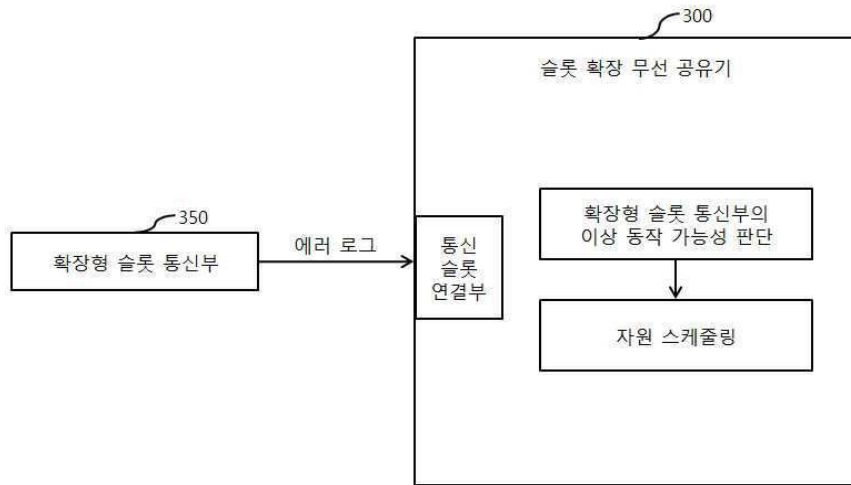 300
슬롯 확장 무선 공유기
350
확장형 슬롯 통신부
에러 로그
통신
슬롯
연결부
확장형 슬롯 통신부의
이상 동작 가능성 판단
자원 스케줄링